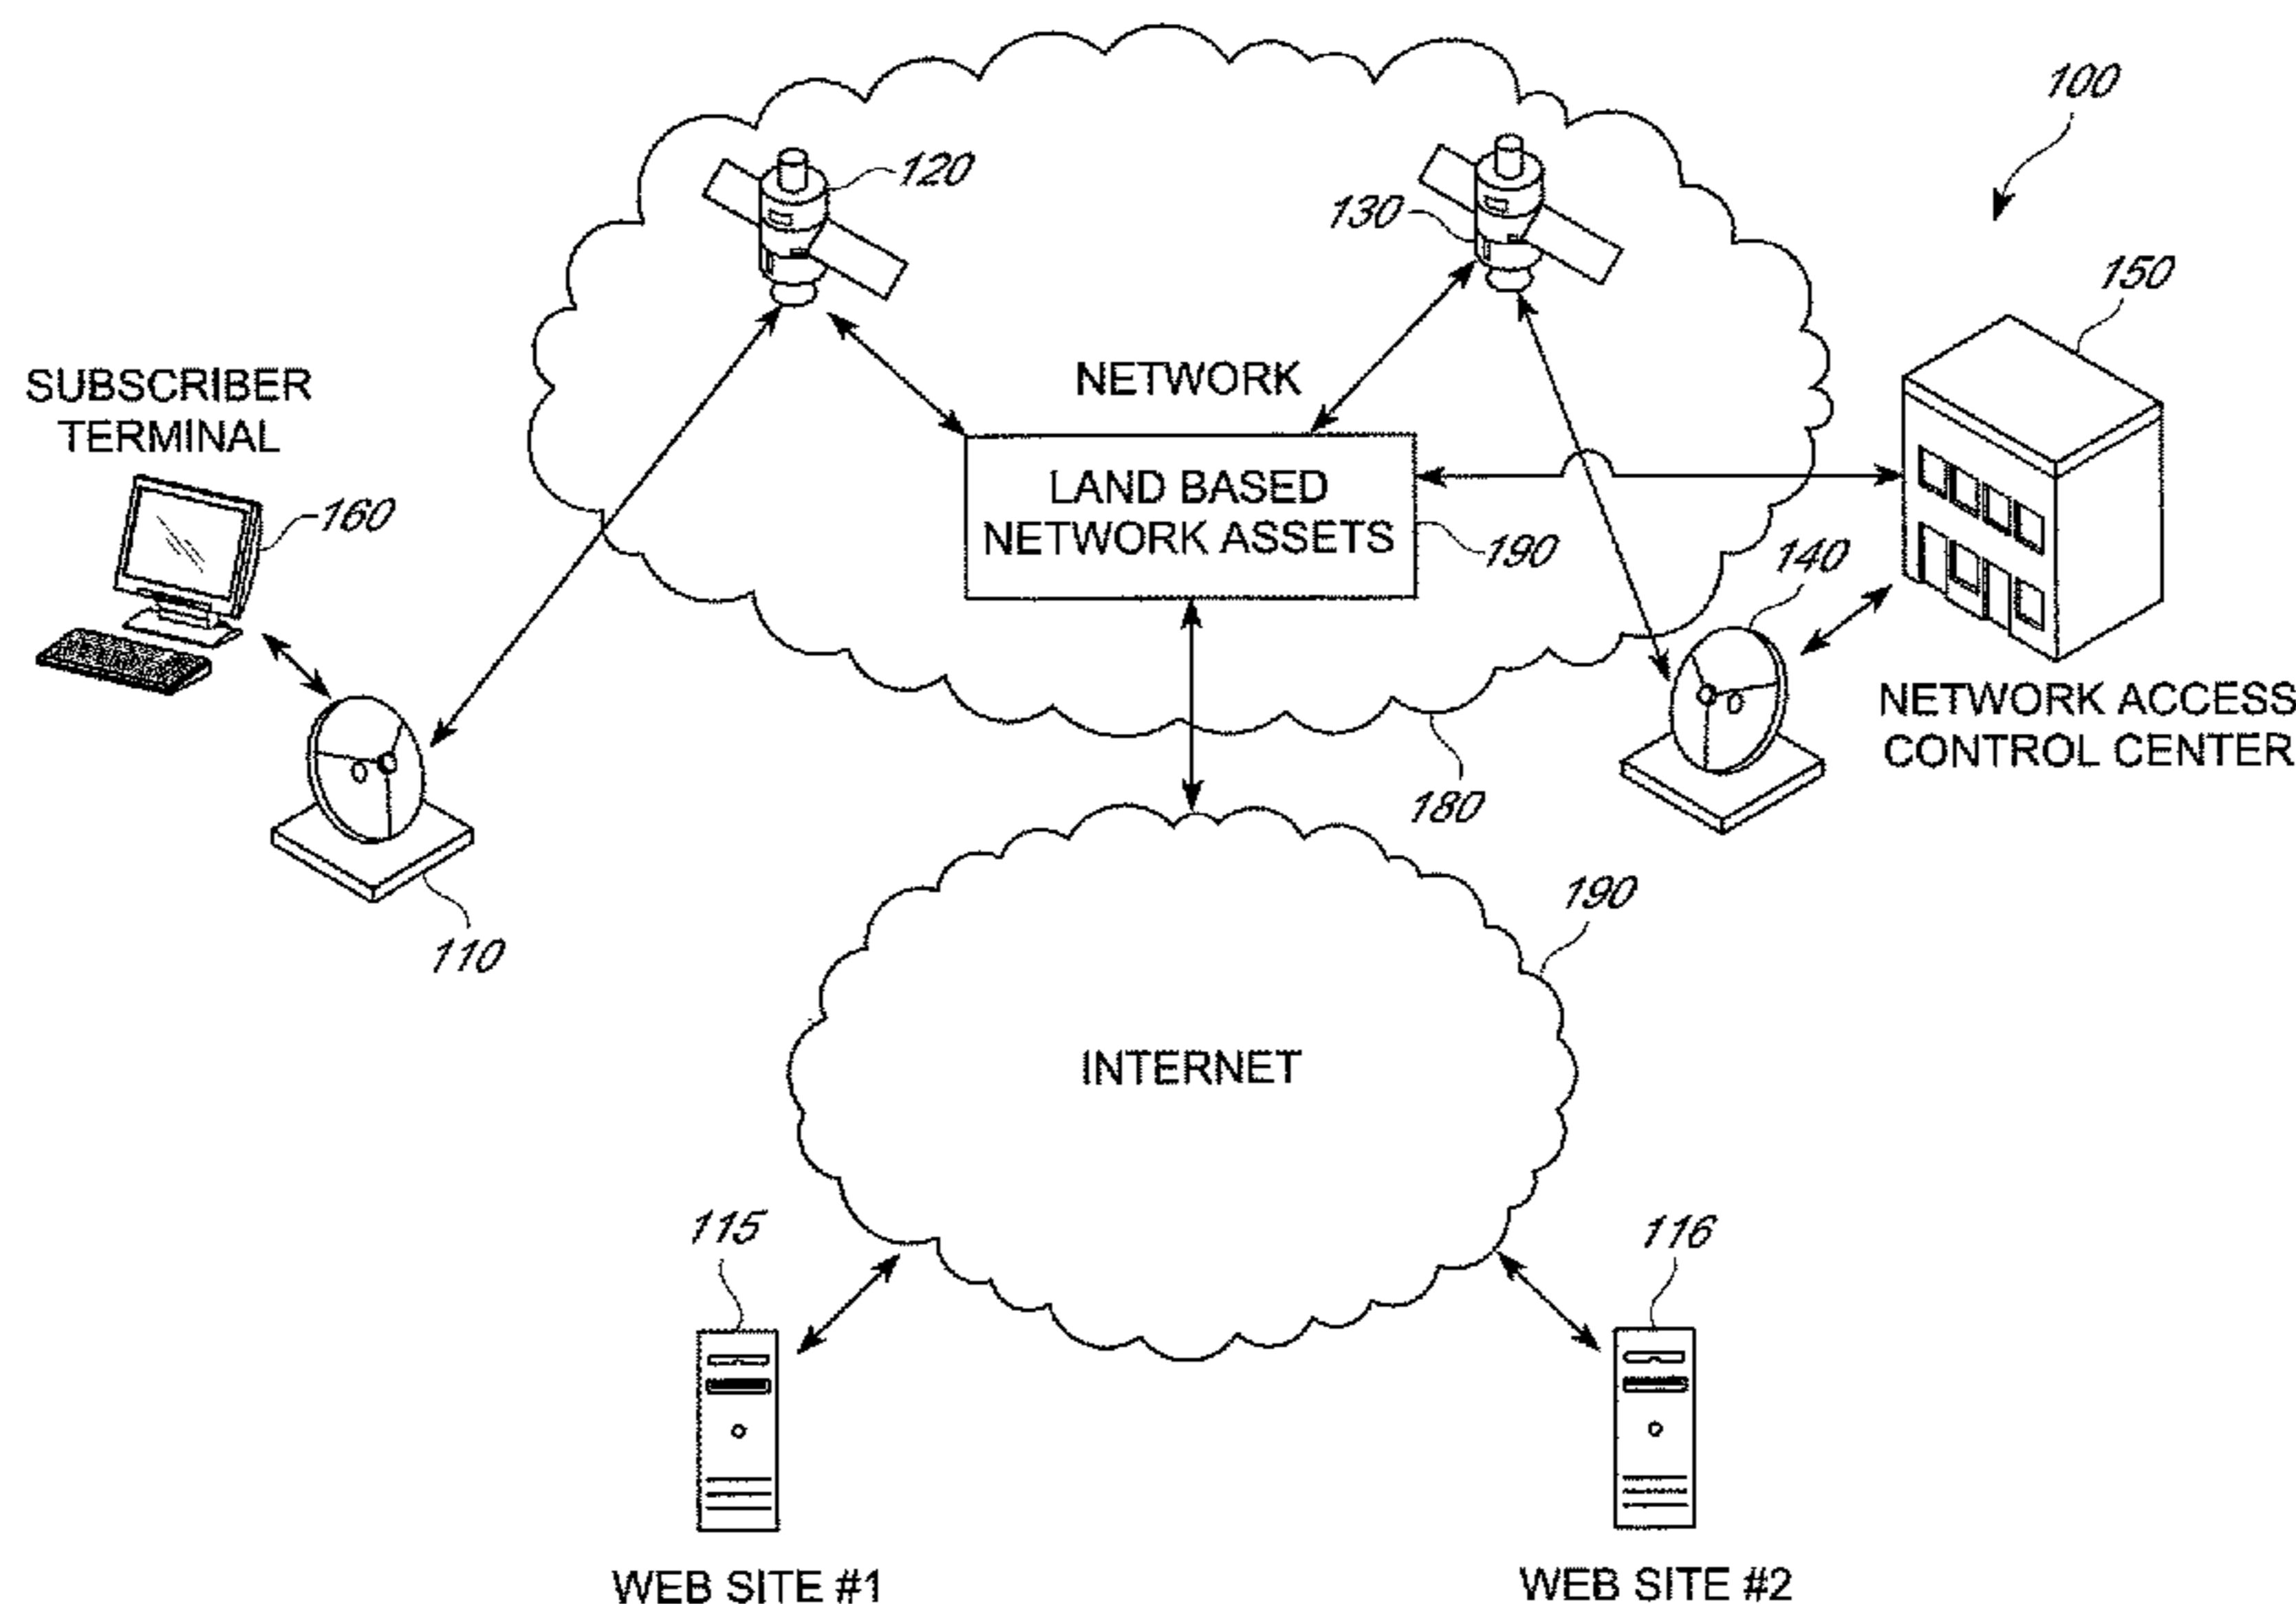 100
120
130
150
SUBSCRIBER
TERMINAL
NETWORK
160
LAND BASED
NETWORK ASSETS
190
140
NETWORK ACCESS
CONTROL CENTER
180
110
190
INTERNET
115
116
WEB SITE #1
WEB SITE #2